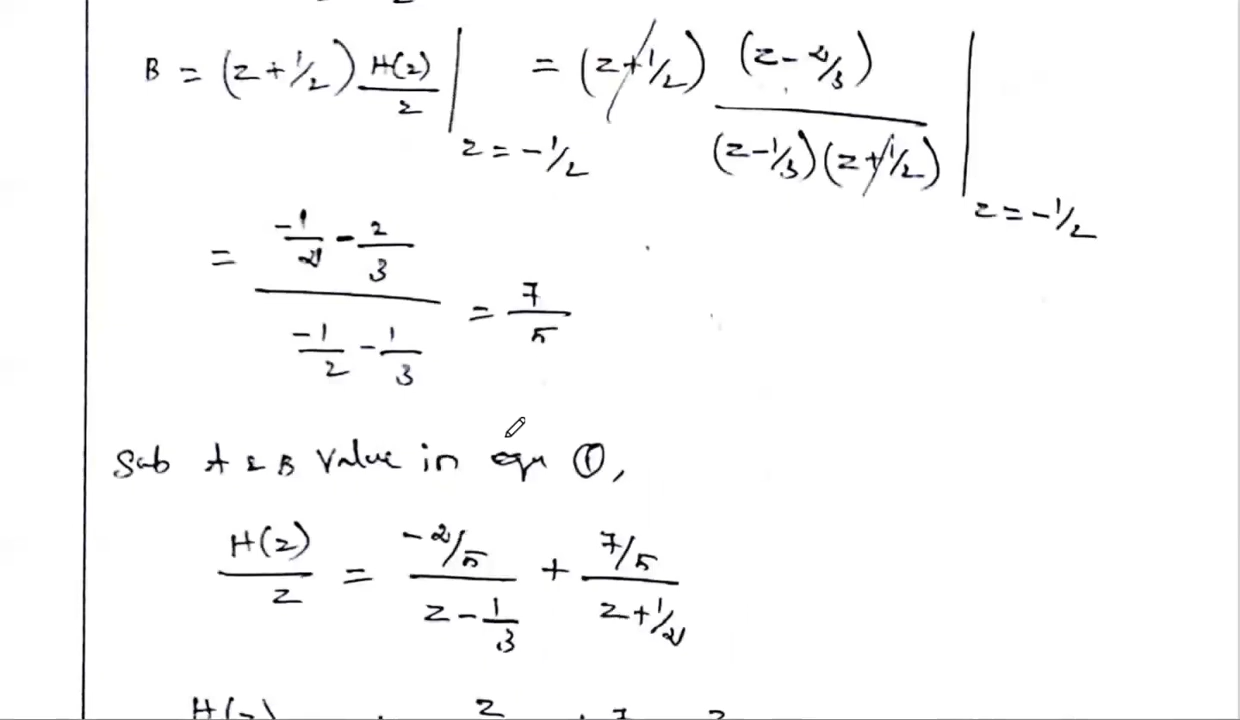 B = (z+1/2) H(z)/z | z=-1/2 = (z+1/2) (z-2/3)/((z-1/3)(z+1/2)) | z=-1/2
= (-1/2 - 2/3)/(-1/2 - 1/3) = 7/5
Sub A & B value in equ ①,
H(z)/z = (-2/5)/(z-1/3) + (7/5)/(z+1/2)